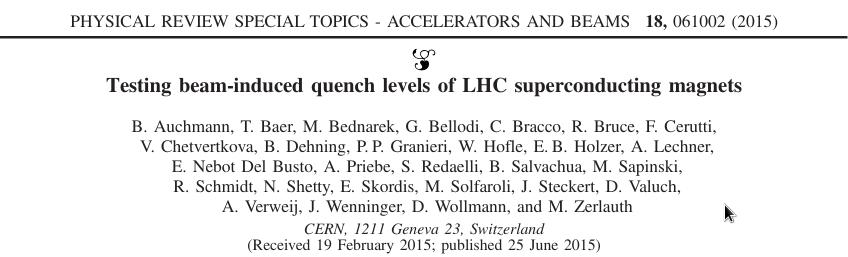 PHYSICAL REVIEW SPECIAL TOPICS - ACCELERATORS AND BEAMS 18, 061002 (2015)
Testing beam-induced quench levels of LHC superconducting magnets
B. Auchmann, T. Baer, M. Bednarek, G. Bellodi, C. Bracco, R. Bruce, F. Cerutti,
V. Chetvertkova, B. Dehning, P. P. Granieri, W. Hofle, E. B. Holzer, A. Lechner,
E. Nebot Del Busto, A. Priebe, S. Redaelli, B. Salvachua, M. Sapinski,
R. Schmidt, N. Shetty, E. Skordis, M. Solfaroli, J. Steckert, D. Valuch,
A. Verweij, J. Wenninger, D. Wollmann, and M. Zerlauth
CERN, 1211 Geneva 23, Switzerland
(Received 19 February 2015; published 25 June 2015)